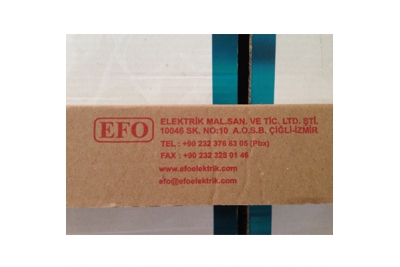 EFO
ELEKTRİK MAL.SAN. VE TİC. LTD. ŞTİ.
10046 SK. NO:10 A.O.S.B. ÇİĞLİ-İZMİR
TEL : +90 232 376 83 05 (Pbx)
FAX : +90 232 328 01 46
www.efoelektrik.com
efo@efoelektrik.com